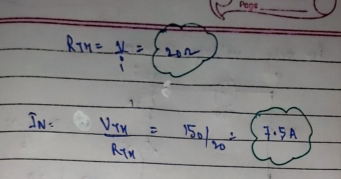 Page
RTH = V/i = 20Ω
IN = VTH/RTH = 150/20 = 7.5A